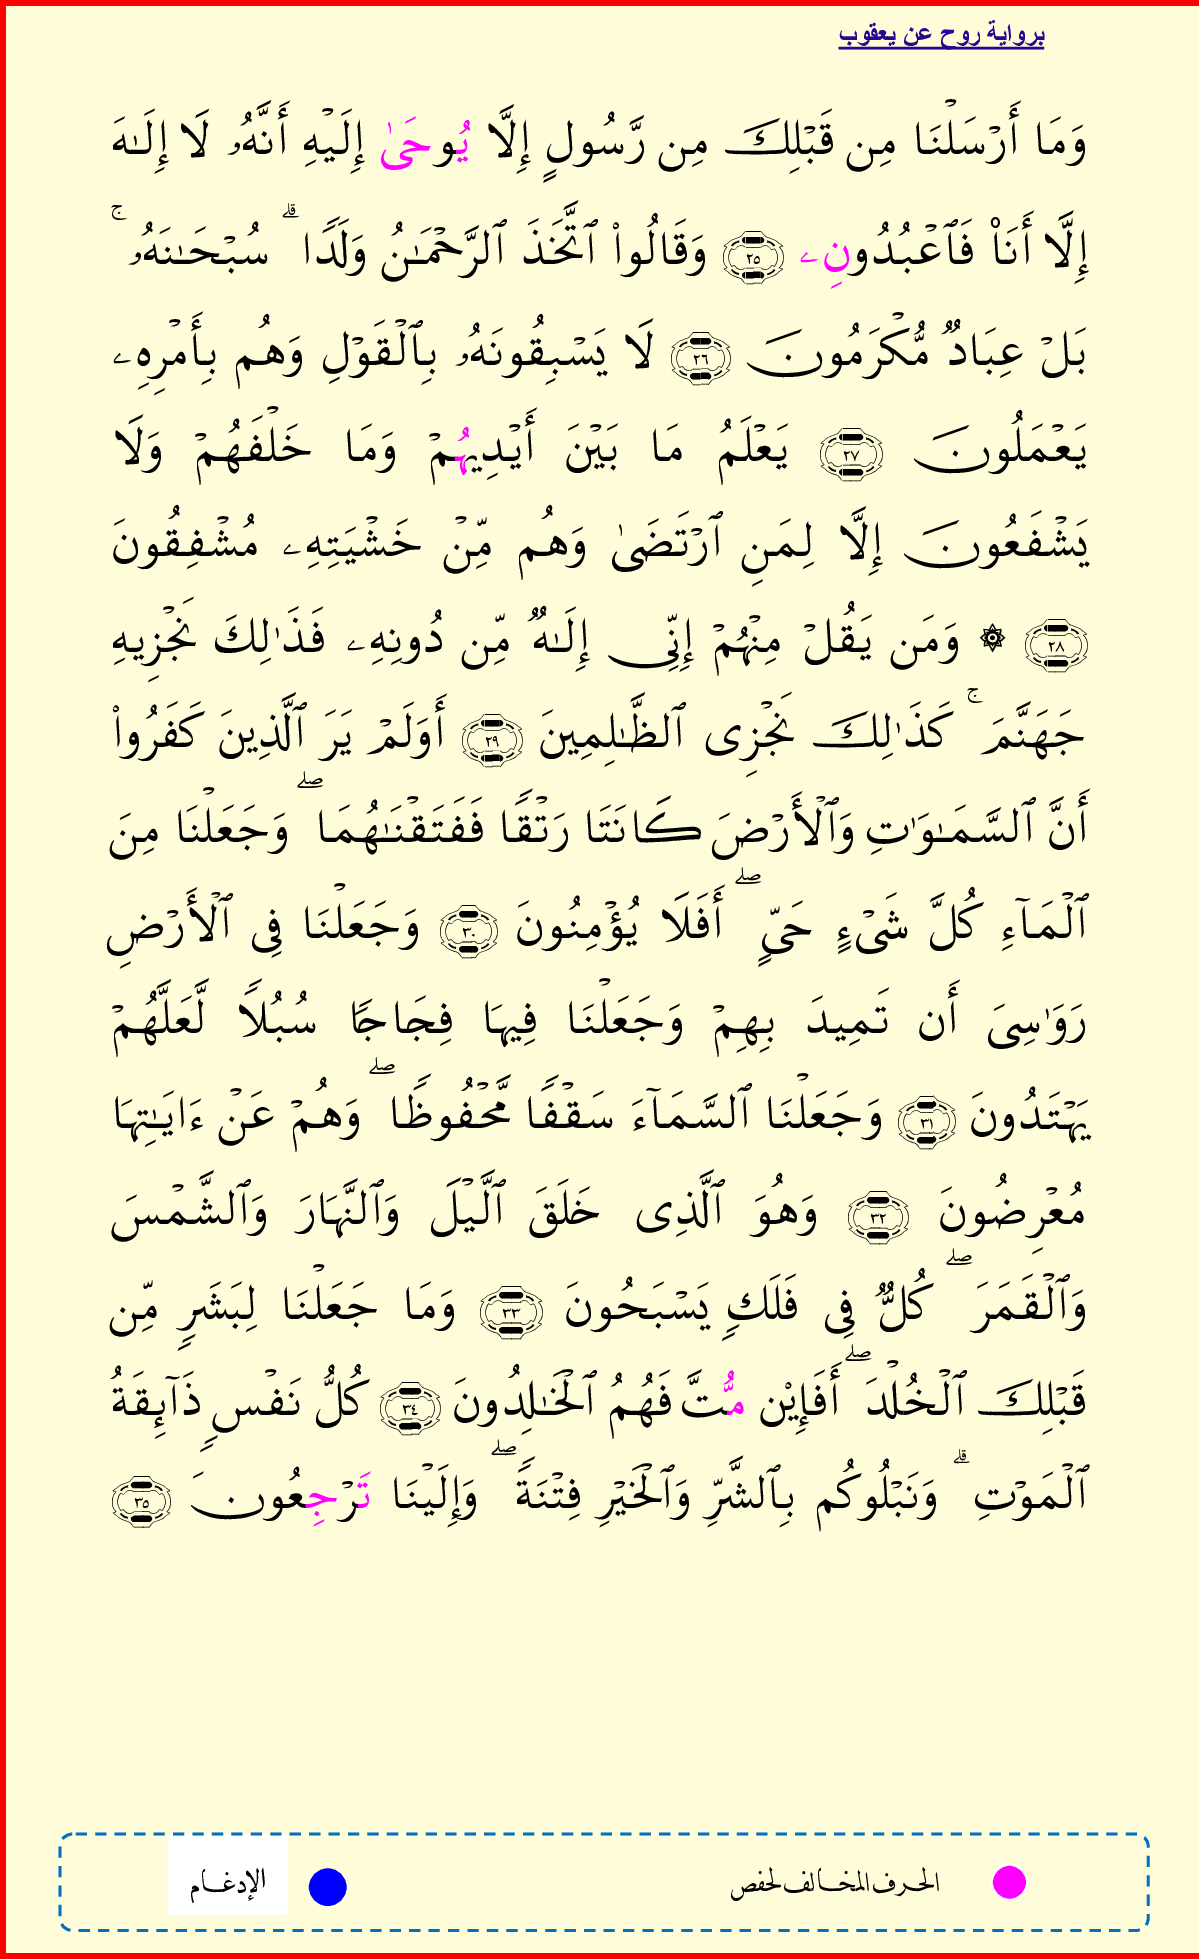 برواية روح عن يعقوب
وَمَا أَرۡسَلۡنَا مِن قَبۡلِكَ مِن رَّسُولٍ إِلَّا يُوحَىٰ إِلَيۡهِ أَنَّهُۥ لَا إِلَٰهَ
إِلَّا أَنَا۠ فَٱعۡبُدُونِۦ ٢٥ وَقَالُواْ ٱتَّخَذَ ٱلرَّحۡمَٰنُ وَلَدٗا ۗ سُبۡحَٰنَهُۥ ۚ
بَلۡ عِبَادٞ مُّكۡرَمُونَ ٢٦ لَا يَسۡبِقُونَهُۥ بِٱلۡقَوۡلِ وَهُم بِأَمۡرِهِۦ
يَعۡمَلُونَ ٢٧ يَعۡلَمُ مَا بَيۡنَ أَيۡدِيهُمۡ وَمَا خَلۡفَهُمۡ وَلَا
يَشۡفَعُونَ إِلَّا لِمَنِ ٱرۡتَضَىٰ وَهُم مِّنۡ خَشۡيَتِهِۦ مُشۡفِقُونَ
٢٨ ۞ وَمَن يَقُلۡ مِنۡهُمۡ إِنِّي إِلَٰهٞ مِّن دُونِهِۦ فَذَٰلِكَ نَجۡزِيهِ
جَهَنَّمَ ۚ كَذَٰلِكَ نَجۡزِي ٱلظَّٰلِمِينَ ٢٩ أَوَلَمۡ يَرَ ٱلَّذِينَ كَفَرُواْ
أَنَّ ٱلسَّمَٰوَٰتِ وَٱلۡأَرۡضَ كَانَتَا رَتۡقٗا فَفَتَقۡنَٰهُمَا ۖ وَجَعَلۡنَا مِنَ
ٱلۡمَآءِ كُلَّ شَيۡءٍ حَيٍّ ۖ أَفَلَا يُؤۡمِنُونَ ٣٠ وَجَعَلۡنَا فِي ٱلۡأَرۡضِ
رَوَٰسِيَ أَن تَمِيدَ بِهِمۡ وَجَعَلۡنَا فِيهَا فِجَاجٗا سُبُلٗا لَّعَلَّهُمۡ
يَهۡتَدُونَ ٣١ وَجَعَلۡنَا ٱلسَّمَآءَ سَقۡفٗا مَّحۡفُوظٗا ۖ وَهُمۡ عَنۡ ءَايَٰتِهَا
مُعۡرِضُونَ ٣٢ وَهُوَ ٱلَّذِي خَلَقَ ٱلَّيۡلَ وَٱلنَّهَارَ وَٱلشَّمۡسَ
وَٱلۡقَمَرَ ۖ كُلّٞ فِي فَلَكٖ يَسۡبَحُونَ ٣٣ وَمَا جَعَلۡنَا لِبَشَرٖ مِّن
قَبۡلِكَ ٱلۡخُلۡدَ ۖ أَفَإِيْن مُّتَّ فَهُمُ ٱلۡخَٰلِدُونَ ٣٤ كُلُّ نَفۡسٖ ذَآئِقَةُ
ٱلۡمَوۡتِ ۗ وَنَبۡلُوكُم بِٱلشَّرِّ وَٱلۡخَيۡرِ فِتۡنَةٗ ۖ وَإِلَيۡنَا تَرۡجِعُونَ ٣٥
الحرف المخالف لحفص الإدغام